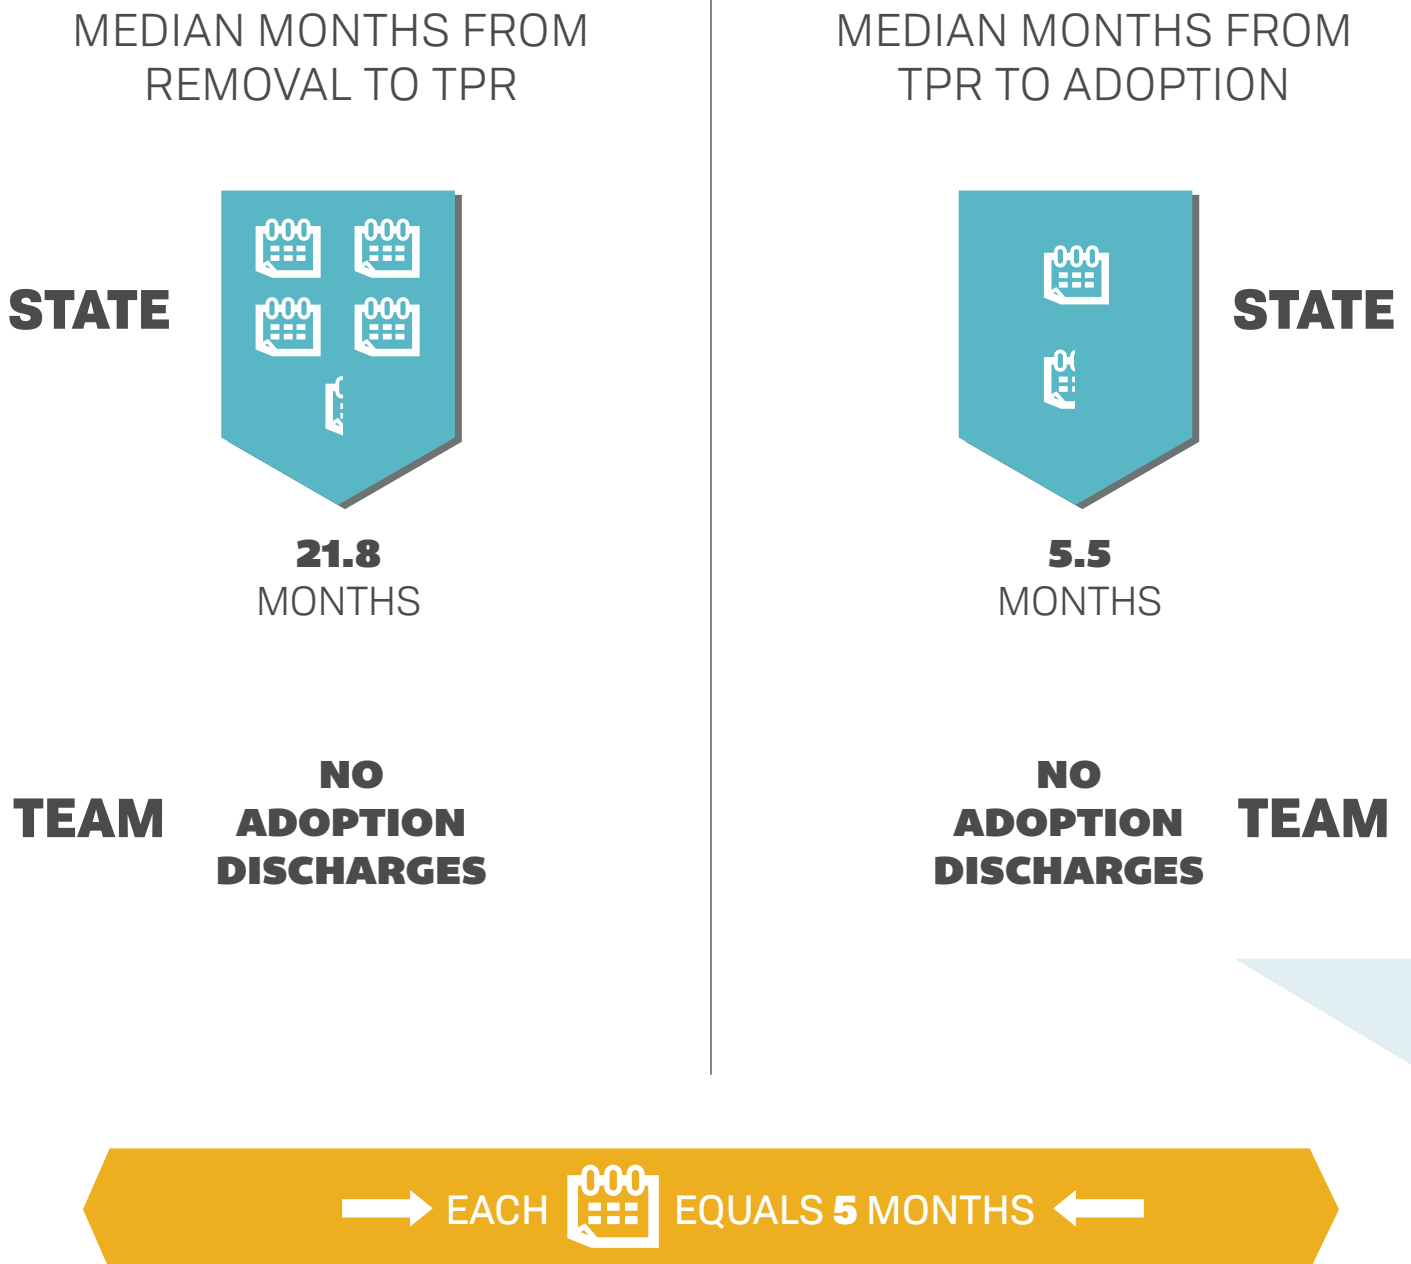 MEDIAN MONTHS FROM
REMOVAL TO TPR
STATE
21.8
MONTHS
TEAM
NO
ADOPTION
DISCHARGES
MEDIAN MONTHS FROM
TPR TO ADOPTION
STATE
5.5
MONTHS
NO
ADOPTION
DISCHARGES
TEAM
EACH EQUALS 5 MONTHS